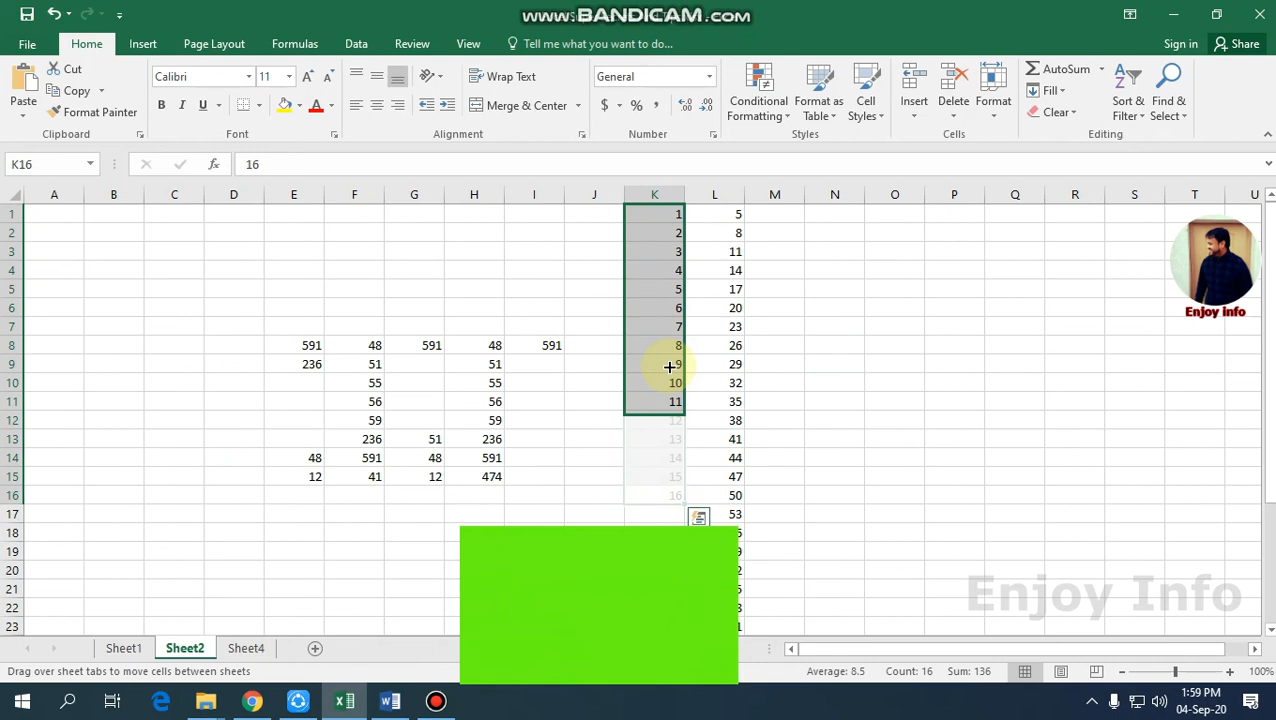 WWW.BANDICAM.COM
File Home Insert Page Layout Formulas Data Review View Tell me what you want to do... Sign in Share
Paste Cut Copy Format Painter Clipboard
Calibri 11 A A B I U A Font
Wrap Text Merge & Center Alignment
General $ % , Number
Conditional Formatting Format as Table Cell Styles Styles
Insert Delete Format Cells
AutoSum Fill Clear Sort & Filter Find & Select Editing
K16 fx 16
A B C D E F G H I J K L M N O P Q R S T U
1 1 5
2 2 8
3 3 11
4 4 14
5 5 17
6 6 20
7 7 23
8 591 48 591 48 591 8 26
9 236 51 51 9 29
10 55 55 10 32
11 56 56 11 35
12 59 59 12 38
13 236 51 236 13 41
14 48 591 48 591 14 44
15 12 41 12 474 15 47
16 16 50
17 53
18
19
20
21
22
23
Enjoy info
Enjoy Info
Sheet1 Sheet2 Sheet4
Drag over sheet tabs to move cells between sheets Average: 8.5 Count: 16 Sum: 136 100%
1:59 PM
04-Sep-20